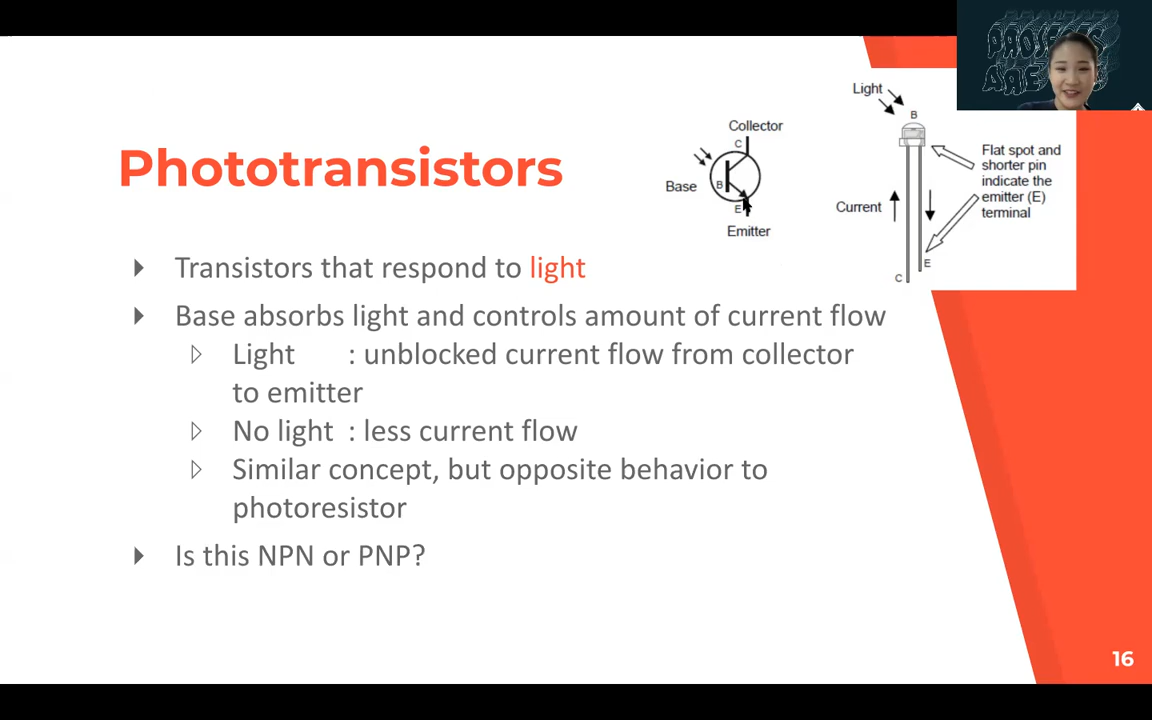 PROJECTS
ARE
Phototransistors
Collector
C
B
Base
E
Emitter
Light
B
Flat spot and
shorter pin
indicate the
emitter (E)
terminal
Current
E
C
Transistors that respond to light
Base absorbs light and controls amount of current flow
Light : unblocked current flow from collector
to emitter
No light : less current flow
Similar concept, but opposite behavior to
photoresistor
Is this NPN or PNP?
16